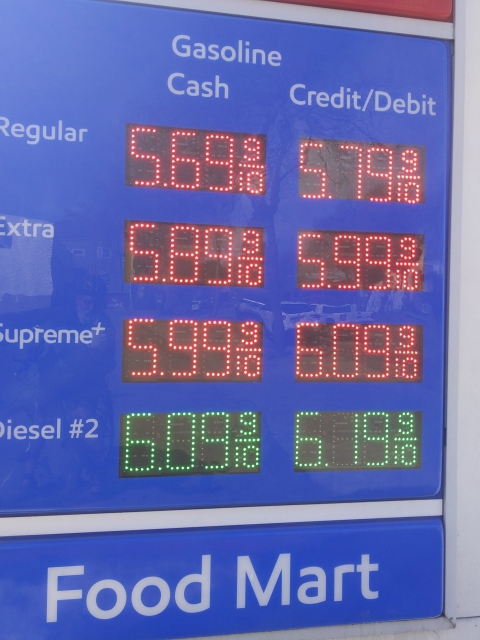 Gasoline
Cash Credit/Debit
Regular 5.69 9/10 5.79 9/10
Extra 5.89 9/10 5.99 9/10
Supreme+ 5.99 9/10 6.09 9/10
Diesel #2 6.09 9/10 6.19 9/10
Food Mart